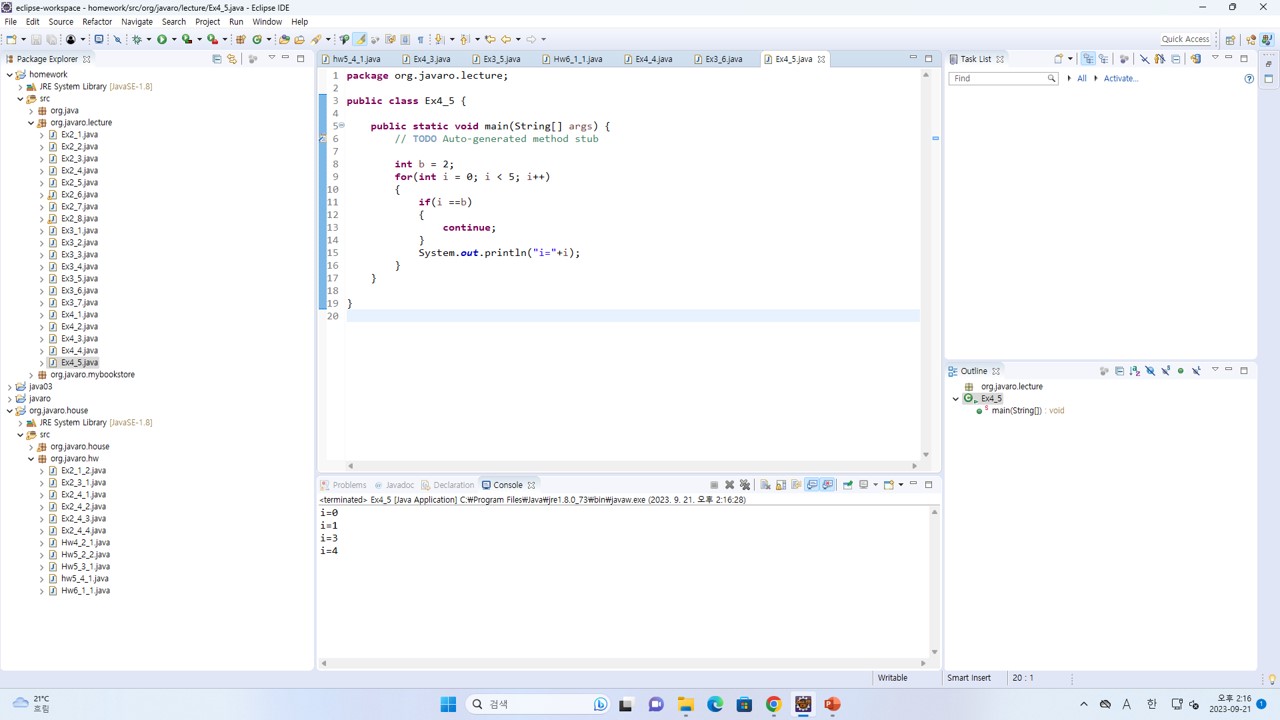 eclipse-workspace - homework/src/org/javaro/lecture/Ex4_5.java - Eclipse IDE
File Edit Source Refactor Navigate Search Project Run Window Help
Quick Access
Package Explorer
homework
JRE System Library [JavaSE-1.8]
src
org.java
org.javaro.lecture
Ex2_1.java
Ex2_2.java
Ex2_3.java
Ex2_4.java
Ex2_5.java
Ex2_6.java
Ex2_7.java
Ex2_8.java
Ex3_1.java
Ex3_2.java
Ex3_3.java
Ex3_4.java
Ex3_5.java
Ex3_6.java
Ex3_7.java
Ex4_1.java
Ex4_2.java
Ex4_3.java
Ex4_4.java
Ex4_5.java
org.javaro.mybookstore
java03
javaro
org.javaro.house
JRE System Library [JavaSE-1.8]
src
org.javaro.house
org.javaro.hw
Ex2_1_2.java
Ex2_3_1.java
Ex2_4_1.java
Ex2_4_2.java
Ex2_4_3.java
Ex2_4_4.java
Hw4_2_1.java
Hw5_2_2.java
Hw5_3_1.java
hw5_4_1.java
Hw6_1_1.java
hw5_4_1.java Ex4_3.java Ex3_5.java Hw6_1_1.java Ex4_4.java Ex3_6.java Ex4_5.java
1 package org.javaro.lecture;
2
3 public class Ex4_5 {
4
5 public static void main(String[] args) {
6 // TODO Auto-generated method stub
7
8 int b = 2;
9 for(int i = 0; i < 5; i++)
10 {
11 if(i ==b)
12 {
13 continue;
14 }
15 System.out.println("i="+i);
16 }
17 }
18
19 }
20
Problems Javadoc Declaration Console
<terminated> Ex4_5 [Java Application] C:￦Program Files￦Java￦jre1.8.0_73￦bin￦javaw.exe (2023. 9. 21. 오후 2:16:28)
i=0
i=1
i=3
i=4
Task List
Find All Activate...
Outline
org.javaro.lecture
Ex4_5
main(String[]) : void
Writable Smart Insert 20 : 1
21°C
흐림
검색
A 한
오후 2:16
2023-09-21